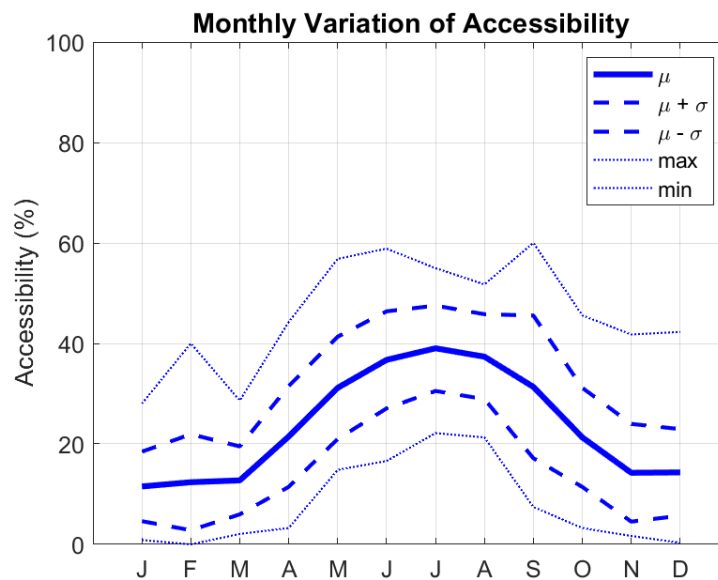 Monthly Variation of Accessibility
100
80
60
40
20
0
Accessibility (%)
J F M A M J J A S O N D
μ
μ + σ
μ - σ
max
min